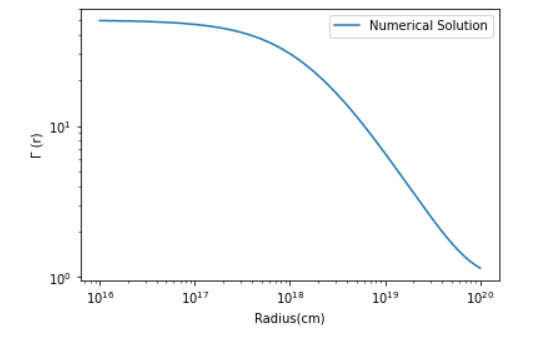 Numerical Solution
10¹
10⁰
Γ (r)
10¹⁶ 10¹⁷ 10¹⁸ 10¹⁹ 10²⁰
Radius(cm)